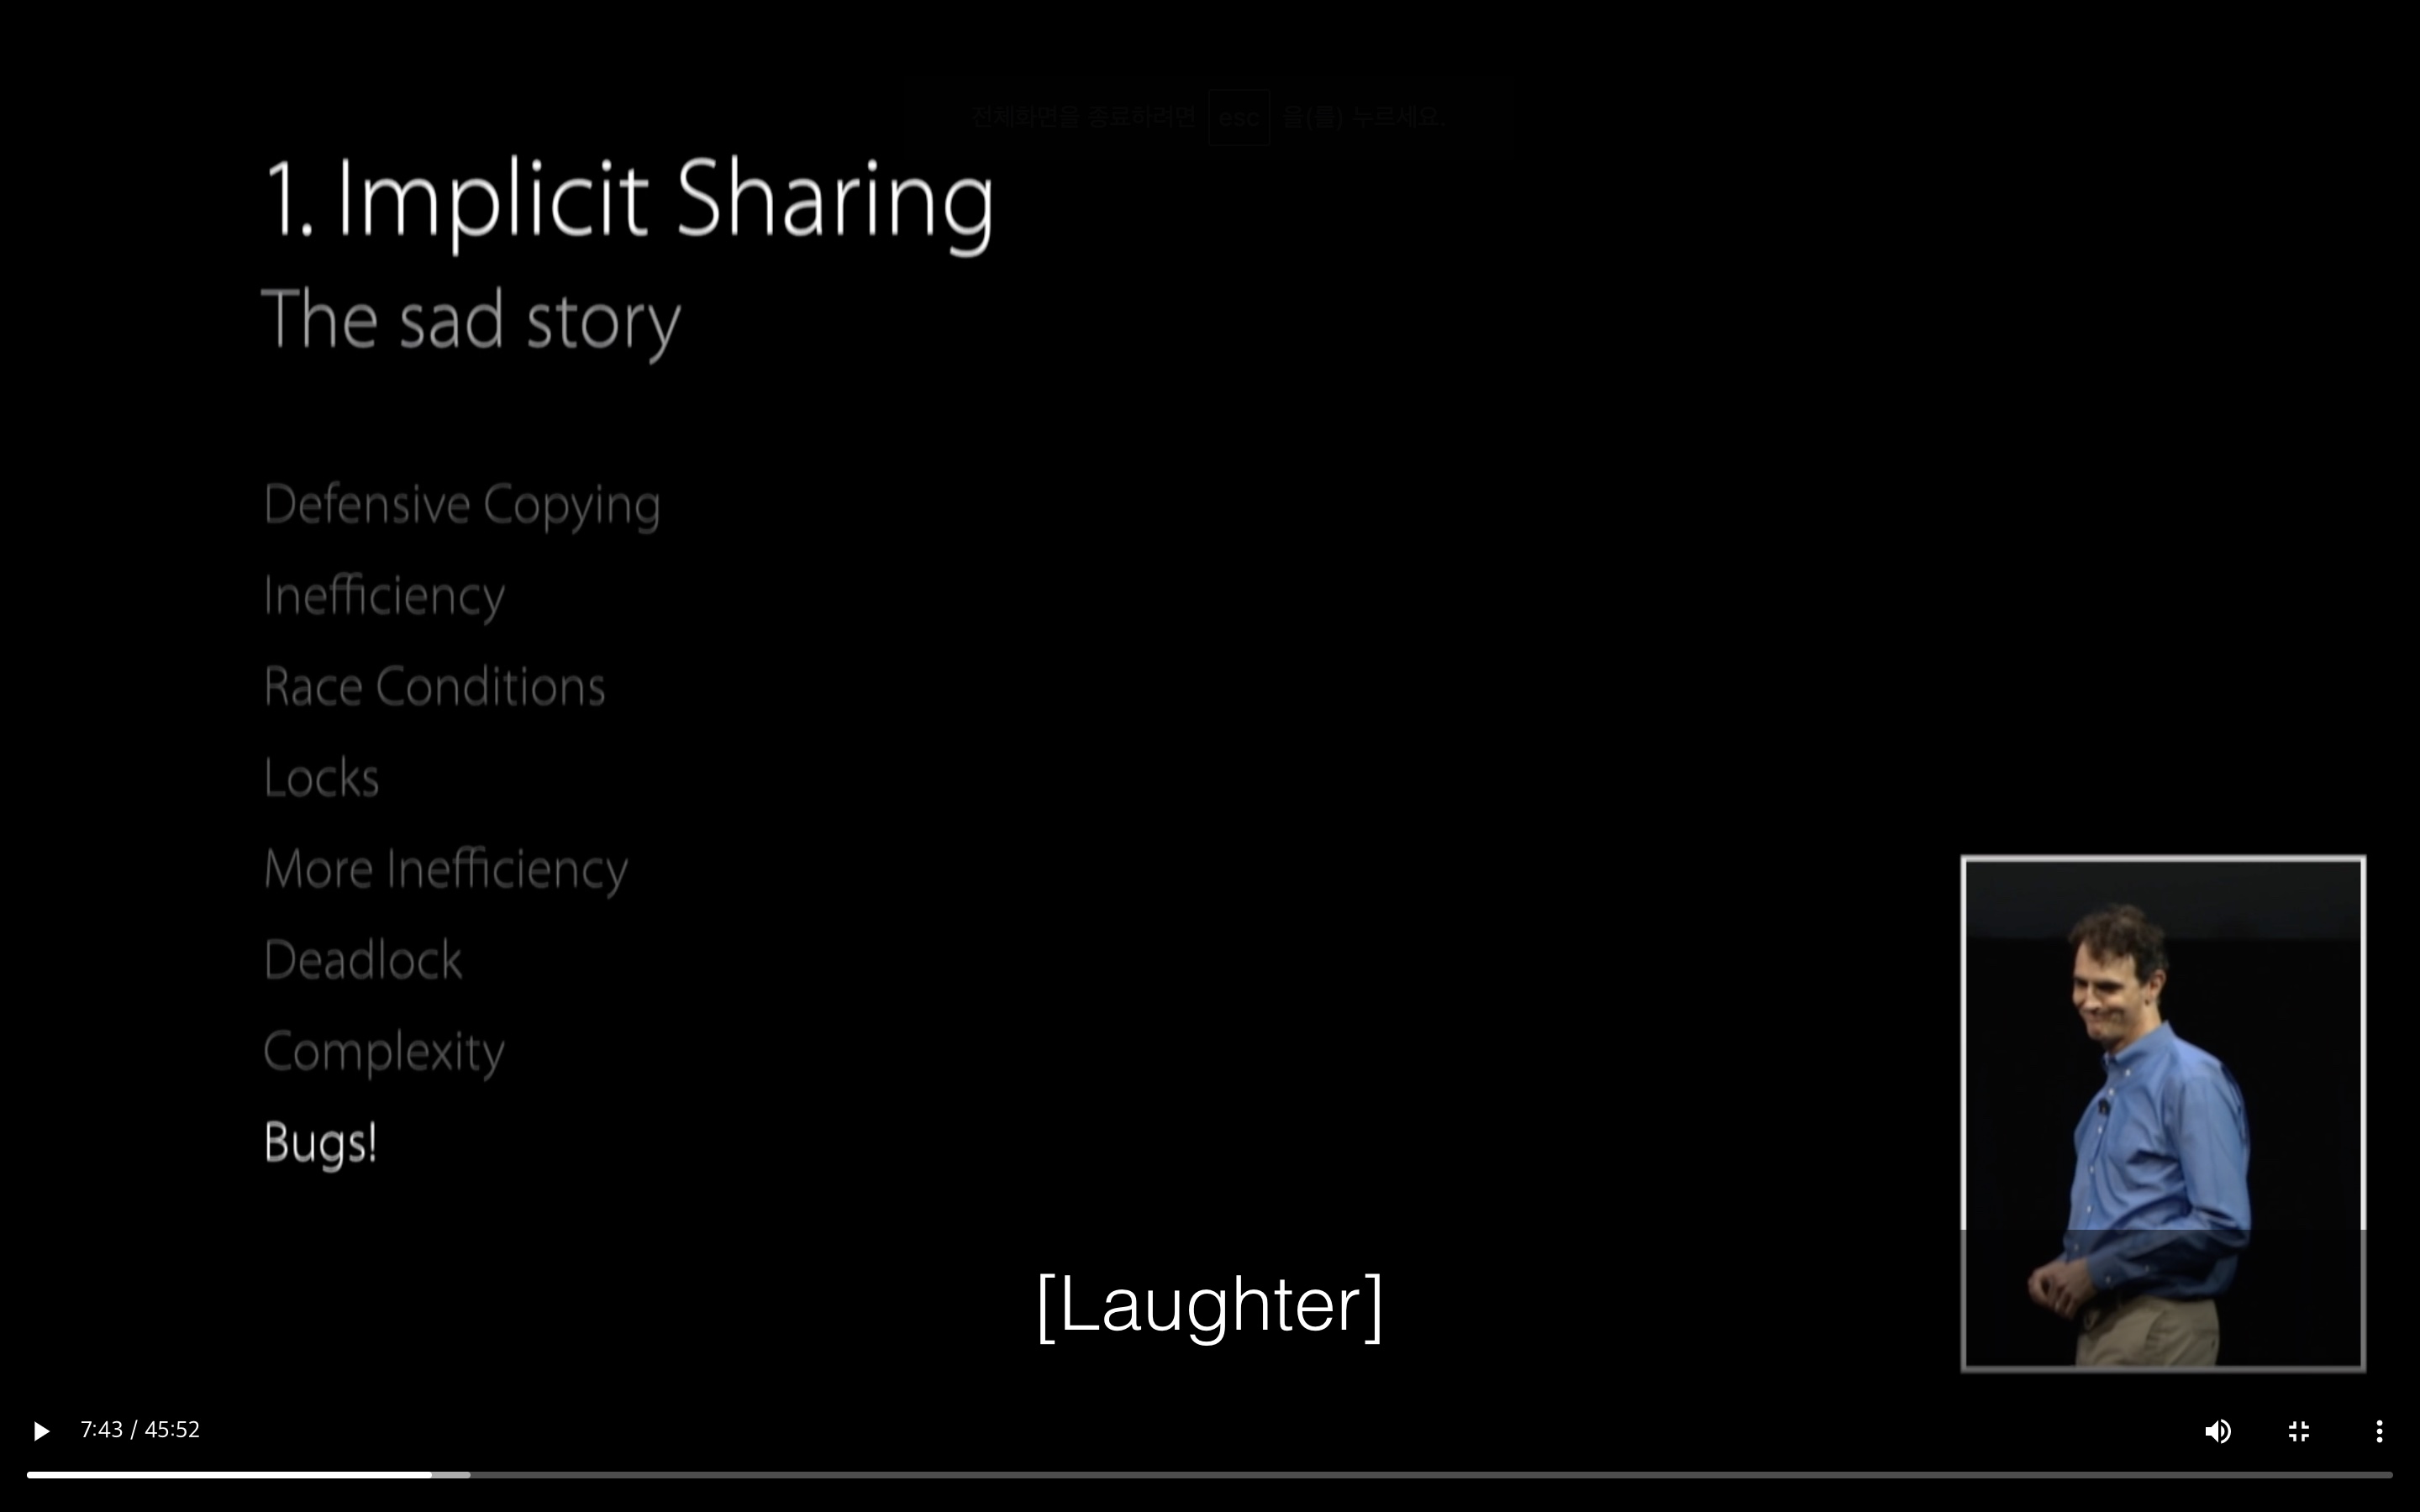 전체화면을 종료하려면 esc 을(를) 누르세요.
1. Implicit Sharing
The sad story
Defensive Copying
Inefficiency
Race Conditions
Locks
More Inefficiency
Deadlock
Complexity
Bugs!
[Laughter]
7:43 / 45:52